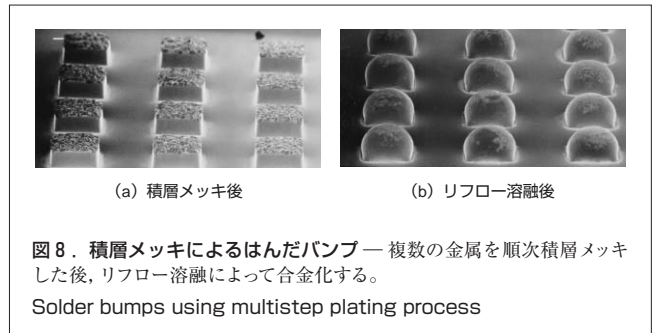 (a) 積層メッキ後
(b) リフロー溶融後
図8. 積層メッキによるはんだバンプ — 複数の金属を順次積層メッキ
した後, リフロー溶融によって合金化する。
Solder bumps using multistep plating process